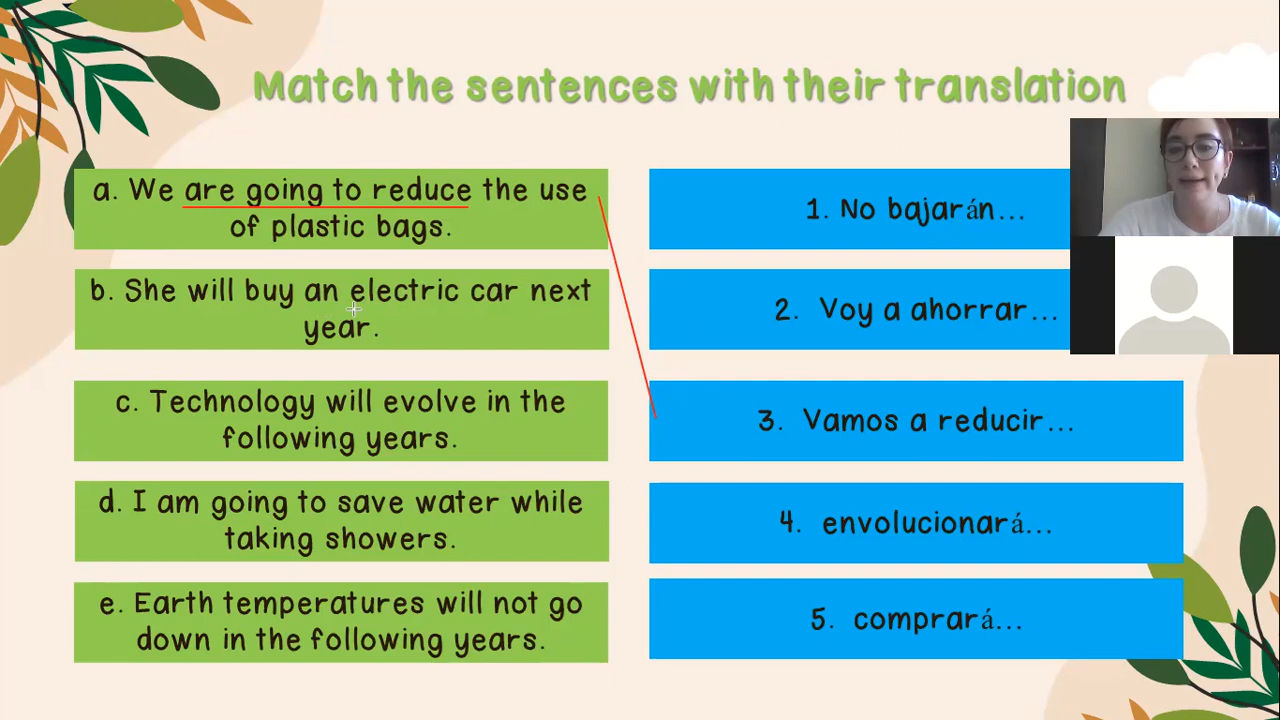 Match the sentences with their translation
a. We are going to reduce the use
of plastic bags.
b. She will buy an electric car next
year.
c. Technology will evolve in the
following years.
d. I am going to save water while
taking showers.
e. Earth temperatures will not go
down in the following years.
1. No bajarán...
2. Voy a ahorrar...
3. Vamos a reducir...
4. envolucionará...
5. comprará...